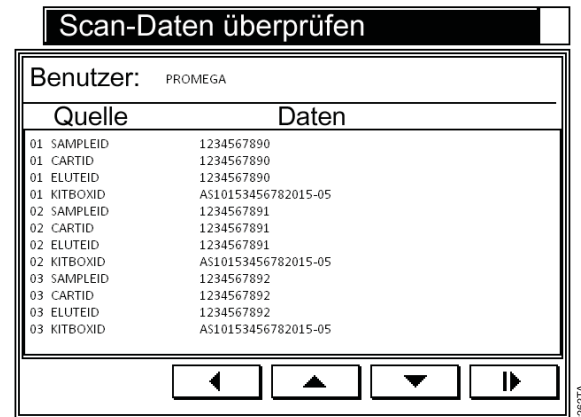 Scan-Daten überprüfen
Benutzer: PROMEGA
Quelle Daten
01 SAMPLEID 1234567890
01 CARTID 1234567890
01 ELUTEID 1234567890
01 KITBOXID AS10153456782015-05
02 SAMPLEID 1234567891
02 CARTID 1234567891
02 ELUTEID 1234567891
02 KITBOXID AS10153456782015-05
03 SAMPLEID 1234567892
03 CARTID 1234567892
03 ELUTEID 1234567892
03 KITBOXID AS10153456782015-05